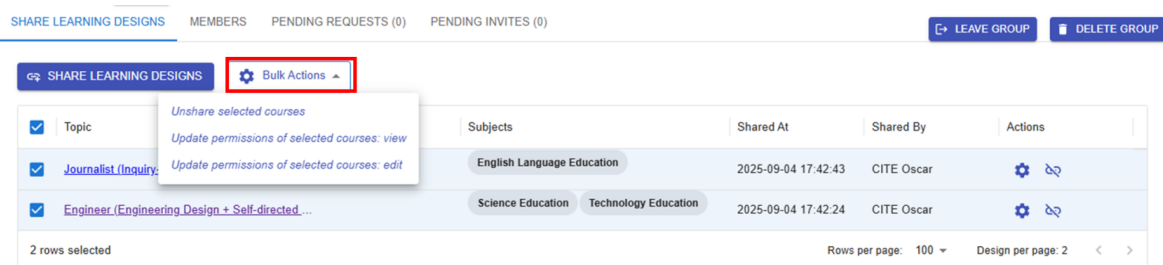 SHARE LEARNING DESIGNS MEMBERS PENDING REQUESTS (0) PENDING INVITES (0)
LEAVE GROUP DELETE GROUP
SHARE LEARNING DESIGNS Bulk Actions
Unshare selected courses
Update permissions of selected courses: view
Update permissions of selected courses: edit
Topic Subjects Shared At Shared By Actions
Journalist (Inquiry- English Language Education 2025-09-04 17:42:43 CITE Oscar
Engineer (Engineering Design + Self-directed ... Science Education Technology Education 2025-09-04 17:42:24 CITE Oscar
2 rows selected Rows per page: 100 Design per page: 2